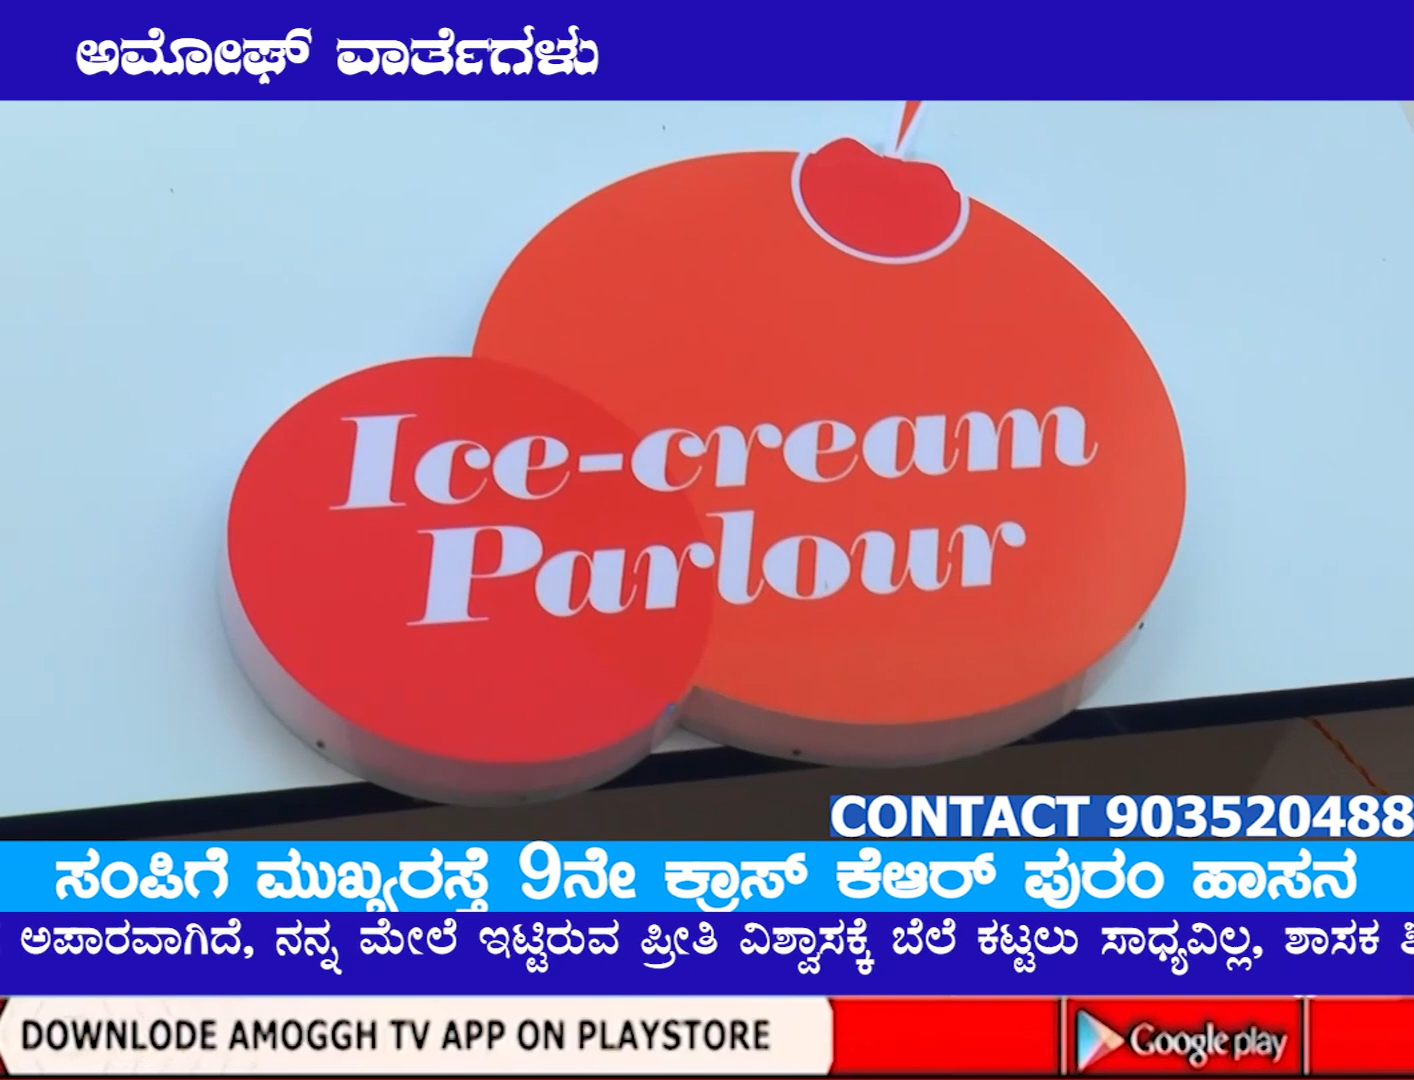 ಅಮೋಘ್ ವಾರ್ತೆಗಳು
Ice-cream
Parlour
CONTACT 903520488
ಸಂಪಿಗೆ ಮುಖ್ಯರಸ್ತೆ 9ನೇ ಕ್ರಾಸ್ ಕೆಆರ್ ಪುರಂ ಹಾಸನ
ಅಪಾರವಾಗಿದೆ, ನನ್ನ ಮೇಲೆ ಇಟ್ಟಿರುವ ಪ್ರೀತಿ ವಿಶ್ವಾಸಕ್ಕೆ ಬೆಲೆ ಕಟ್ಟಲು ಸಾಧ್ಯವಿಲ್ಲ, ಶಾಸಕ
DOWNLODE AMOGGH TV APP ON PLAYSTORE
Google play